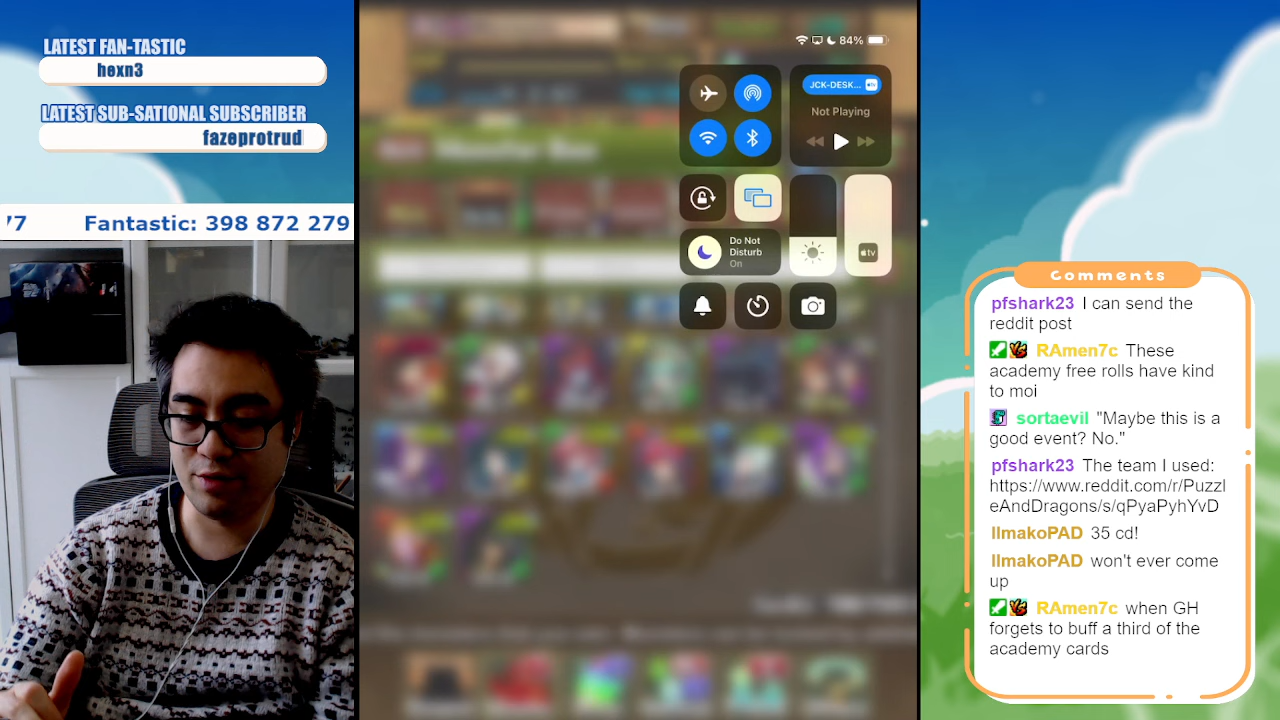 LATEST FAN-TASTIC
hexn3
LATEST SUB-SATIONAL SUBSCRIBER
fazeprotrud
77 Fantastic: 398 872 279
84%
JCK-DESK... tv
Not Playing
Do Not
Disturb
On
tv
Comments
pfshark23 I can send the
reddit post
RAmen7c These
academy free rolls have kind
to moi
sortaevil "Maybe this is a
good event? No."
pfshark23 The team I used:
https://www.reddit.com/r/Puzzl
eAndDragons/s/qPyaPyhYvD
IlmakoPAD 35 cd!
IlmakoPAD won't ever come
up
RAmen7c when GH
forgets to buff a third of the
academy cards